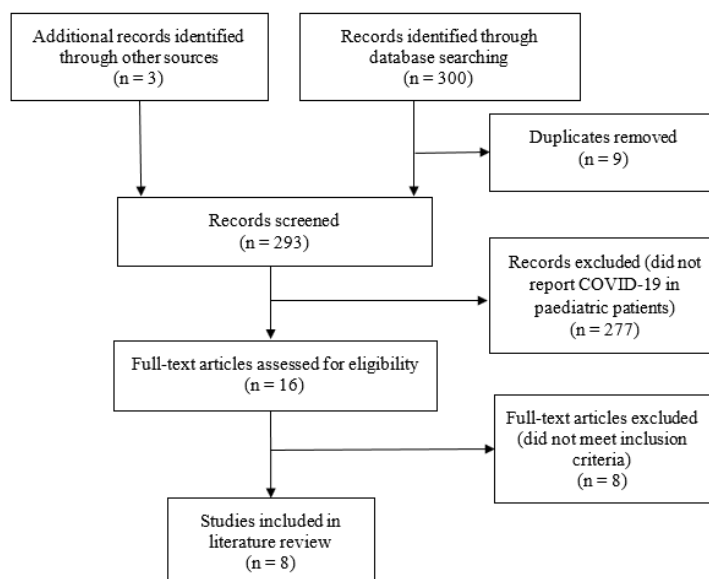 Additional records identified
through other sources
(n = 3)
Records identified through
database searching
(n = 300)
Duplicates removed
(n = 9)
Records screened
(n = 293)
Records excluded (did not
report COVID-19 in
paediatric patients)
(n = 277)
Full-text articles assessed for eligibility
(n = 16)
Full-text articles excluded
(did not meet inclusion
criteria)
(n = 8)
Studies included in
literature review
(n = 8)